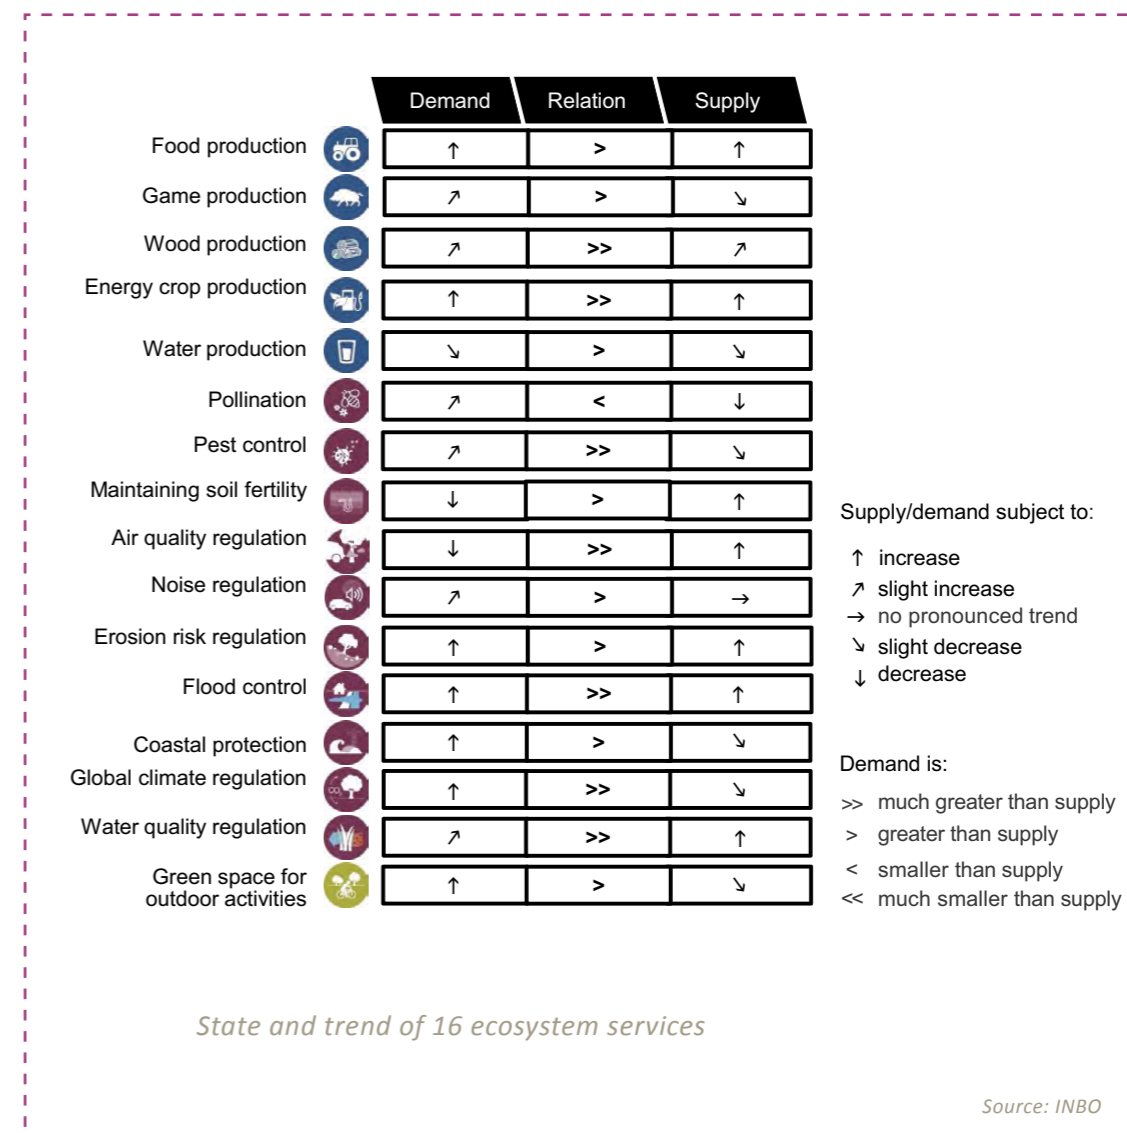 Demand Relation Supply
Food production ↑ > ↑
Game production ↗ > ↘
Wood production ↗ >> ↗
Energy crop production ↑ >> ↑
Water production ↘ > ↘
Pollination ↗ < ↓
Pest control ↗ >> ↘
Maintaining soil fertility ↓ > ↑
Air quality regulation ↓ >> ↑
Noise regulation ↗ > →
Erosion risk regulation ↑ > ↑
Flood control ↑ >> ↑
Coastal protection ↑ > ↘
Global climate regulation ↑ >> ↘
Water quality regulation ↗ >> ↑
Green space for
outdoor activities ↑ > ↘
Supply/demand subject to:
↑ increase
↗ slight increase
→ no pronounced trend
↘ slight decrease
↓ decrease
Demand is:
>> much greater than supply
> greater than supply
< smaller than supply
<< much smaller than supply
State and trend of 16 ecosystem services
Source: INBO